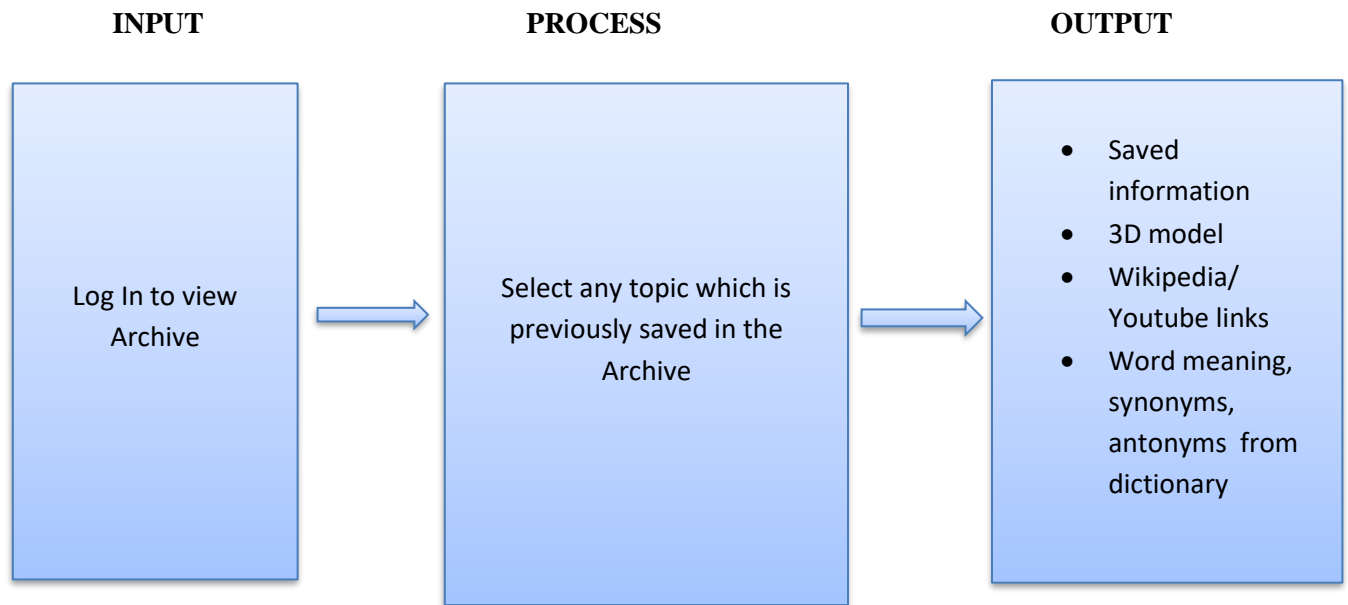 INPUT
PROCESS
OUTPUT
Log In to view
Archive
Select any topic which is
previously saved in the
Archive
• Saved
information
• 3D model
• Wikipedia/
Youtube links
• Word meaning,
synonyms,
antonyms from
dictionary